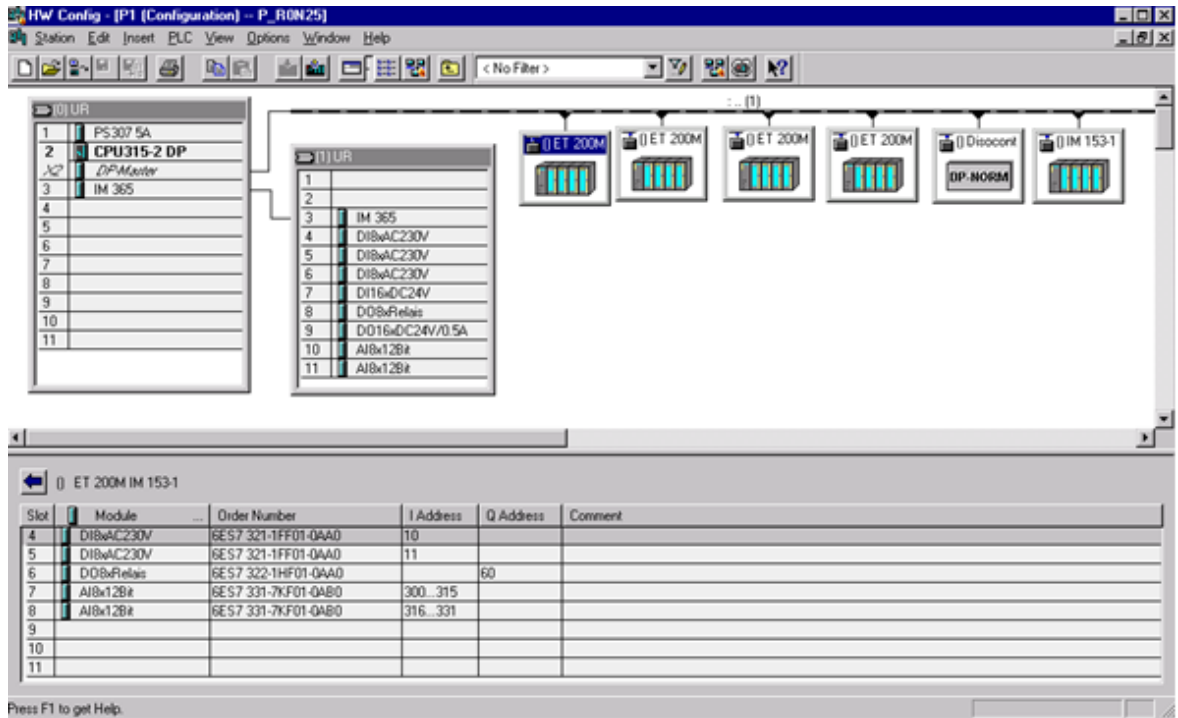 HW Config - [P1 (Configuration) -- P_R0N25]
Station Edit Insert PLC View Options Window Help
< No Filter >
(0) UR
1 PS307 5A
2 CPU315-2 DP
X2 DP-Master
3 IM 365
4
5
6
7
8
9
10
11
(1) UR
1
2
3 IM 365
4 DI8xAC230V
5 DI8xAC230V
6 DI8xAC230V
7 DI16xDC24V
8 DO8xRelais
9 DO16xDC24V/0.5A
10 AI8x12Bit
11 AI8x12Bit
: ... (1)
() ET 200M
() ET 200M
() ET 200M
() ET 200M
() Disocont
DP-NORM
() IM 153-1
() ET 200M IM 153-1
Slot Module ... Order Number I Address Q Address Comment
4 DI8xAC230V 6ES7 321-1FF01-0AA0 10
5 DI8xAC230V 6ES7 321-1FF01-0AA0 11
6 DO8xRelais 6ES7 322-1HF01-0AA0 60
7 AI8x12Bit 6ES7 331-7KF01-0AB0 300...315
8 AI8x12Bit 6ES7 331-7KF01-0AB0 316...331
9
10
11
Press F1 to get Help.